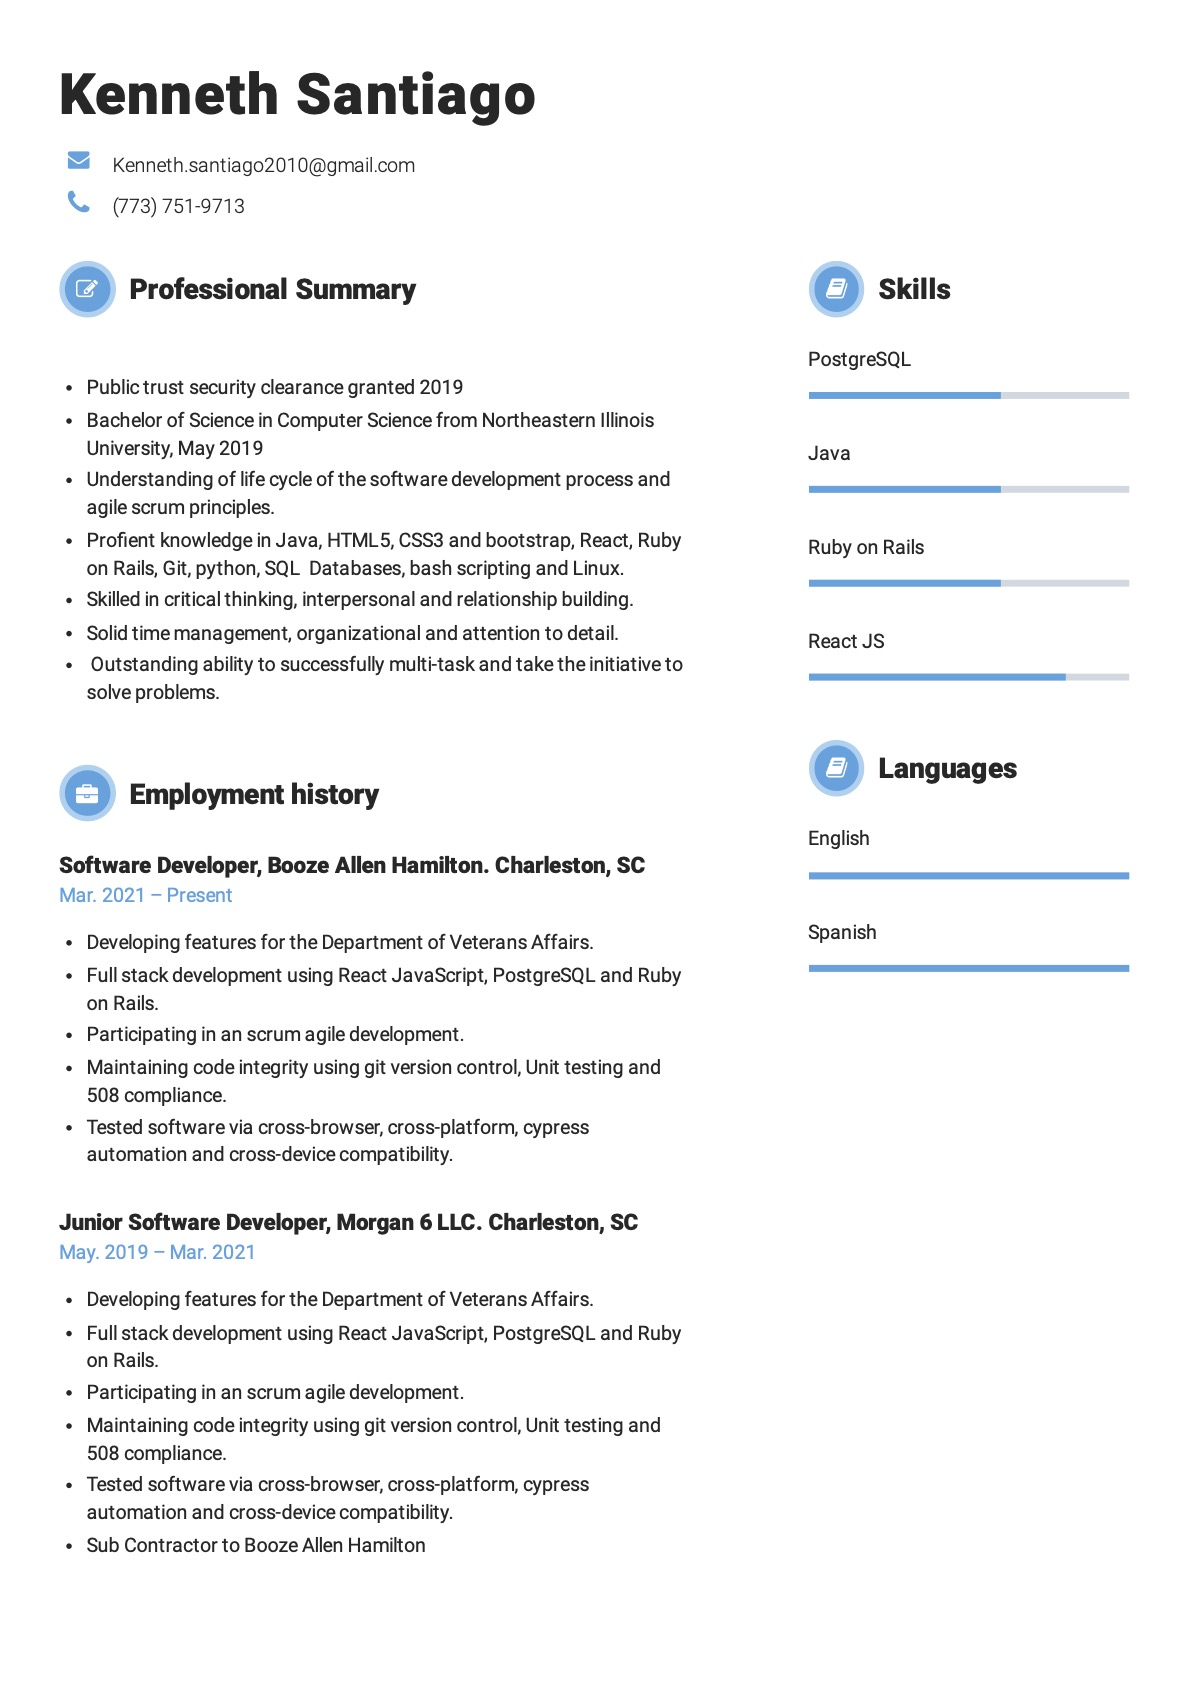 Kenneth Santiago
Kenneth.santiago2010@gmail.com
(773) 751-9713
Professional Summary
• Public trust security clearance granted 2019
• Bachelor of Science in Computer Science from Northeastern Illinois
University, May 2019
• Understanding of life cycle of the software development process and
agile scrum principles.
• Profient knowledge in Java, HTML5, CSS3 and bootstrap, React, Ruby
on Rails, Git, python, SQL  Databases, bash scripting and Linux.
• Skilled in critical thinking, interpersonal and relationship building.
• Solid time management, organizational and attention to detail.
•  Outstanding ability to successfully multi-task and take the initiative to
solve problems.
Employment history
Software Developer, Booze Allen Hamilton. Charleston, SC
Mar. 2021 – Present
• Developing features for the Department of Veterans Affairs.
• Full stack development using React JavaScript, PostgreSQL and Ruby
on Rails.
• Participating in an scrum agile development.
• Maintaining code integrity using git version control, Unit testing and
508 compliance.
• Tested software via cross-browser, cross-platform, cypress
automation and cross-device compatibility.
Junior Software Developer, Morgan 6 LLC. Charleston, SC
May. 2019 – Mar. 2021
• Developing features for the Department of Veterans Affairs.
• Full stack development using React JavaScript, PostgreSQL and Ruby
on Rails.
• Participating in an scrum agile development.
• Maintaining code integrity using git version control, Unit testing and
508 compliance.
• Tested software via cross-browser, cross-platform, cypress
automation and cross-device compatibility.
• Sub Contractor to Booze Allen Hamilton
Skills
PostgreSQL
Java
Ruby on Rails
React JS
Languages
English
Spanish